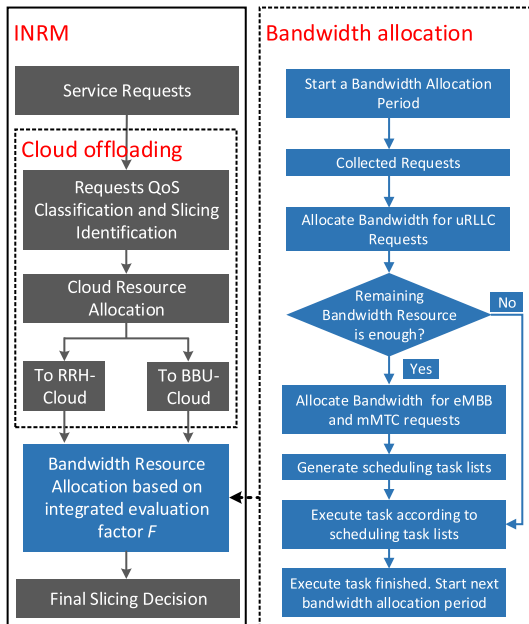 INRM
Service Requests
Cloud offloading
Requests QoS
Classification and Slicing
Identification
Cloud Resource
Allocation
To RRH-
Cloud
To BBU-
Cloud
Bandwidth Resource
Allocation based on
integrated evaluation
factor F
Final Slicing Decision
Bandwidth allocation
Start a Bandwidth Allocation
Period
Collected Requests
Allocate Bandwidth for uRLLC
Requests
Remaining
Bandwidth Resource
is enough?
No
Yes
Allocate Bandwidth for eMBB
and mMTC requests
Generate scheduling task lists
Execute task according to
scheduling task lists
Execute task finished. Start next
bandwidth allocation period